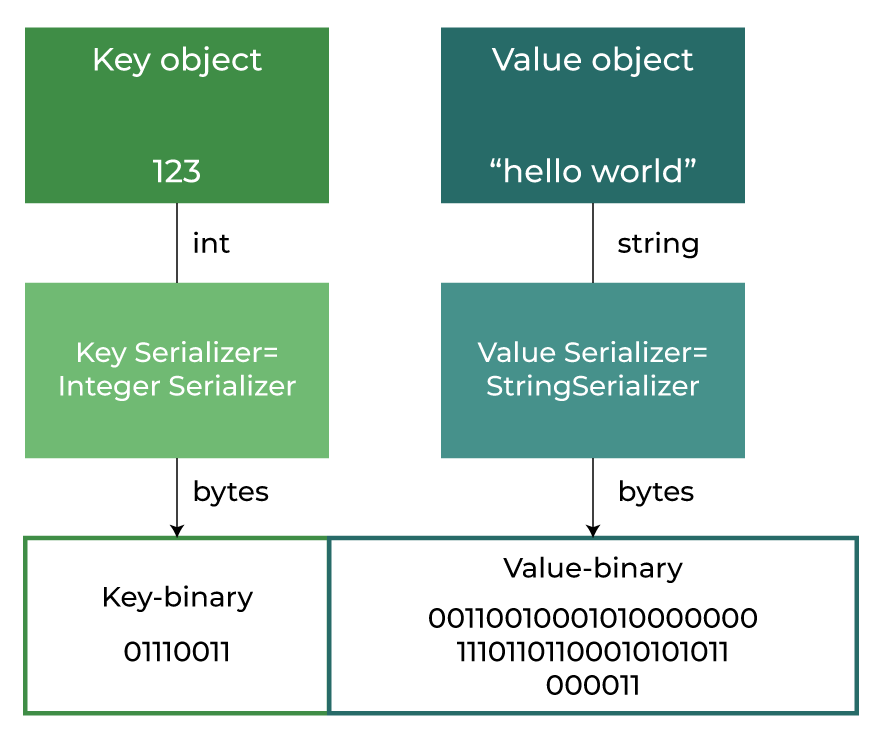 Key object
123
int
Key Serializer=
Integer Serializer
bytes
Key-binary
01110011
Value object
“hello world”
string
Value Serializer=
StringSerializer
bytes
Value-binary
00110010001010000000
11101101100010101011
000011